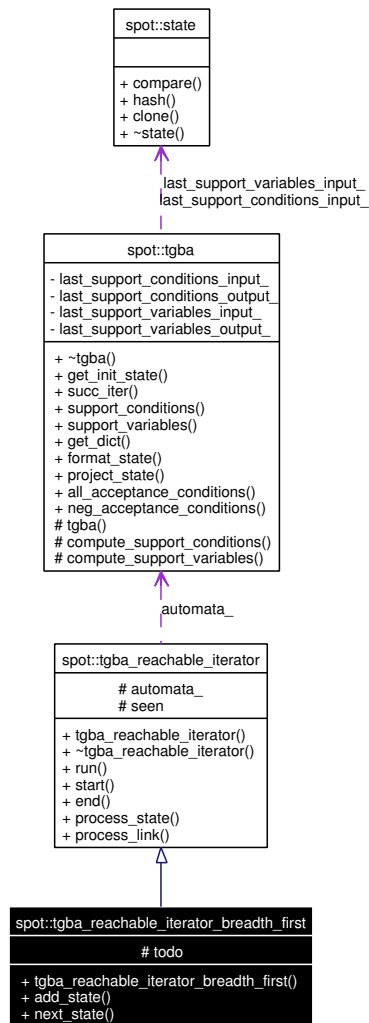 spot::state
+ compare()
+ hash()
+ clone()
+ ~state()
last_support_variables_input_
last_support_conditions_input_
spot::tgba
- last_support_conditions_input_
- last_support_conditions_output_
- last_support_variables_input_
- last_support_variables_output_
+ ~tgba()
+ get_init_state()
+ succ_iter()
+ support_conditions()
+ support_variables()
+ get_dict()
+ format_state()
+ project_state()
+ all_acceptance_conditions()
+ neg_acceptance_conditions()
# tgba()
# compute_support_conditions()
# compute_support_variables()
automata_
spot::tgba_reachable_iterator
# automata_
# seen
+ tgba_reachable_iterator()
+ ~tgba_reachable_iterator()
+ run()
+ start()
+ end()
+ process_state()
+ process_link()
spot::tgba_reachable_iterator_breadth_first
# todo
+ tgba_reachable_iterator_breadth_first()
+ add_state()
+ next_state()